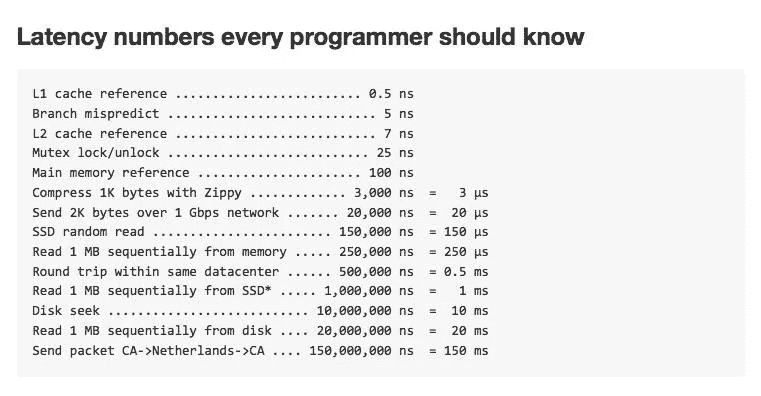 Latency numbers every programmer should know
L1 cache reference ......................... 0.5 ns
Branch mispredict ............................ 5 ns
L2 cache reference ........................... 7 ns
Mutex lock/unlock ........................... 25 ns
Main memory reference ...................... 100 ns
Compress 1K bytes with Zippy ............. 3,000 ns  =   3 µs
Send 2K bytes over 1 Gbps network ....... 20,000 ns  =  20 µs
SSD random read ........................ 150,000 ns  = 150 µs
Read 1 MB sequentially from memory ..... 250,000 ns  = 250 µs
Round trip within same datacenter ...... 500,000 ns  = 0.5 ms
Read 1 MB sequentially from SSD* ..... 1,000,000 ns  =   1 ms
Disk seek ........................... 10,000,000 ns  =  10 ms
Read 1 MB sequentially from disk .... 20,000,000 ns  =  20 ms
Send packet CA->Netherlands->CA .... 150,000,000 ns  = 150 ms